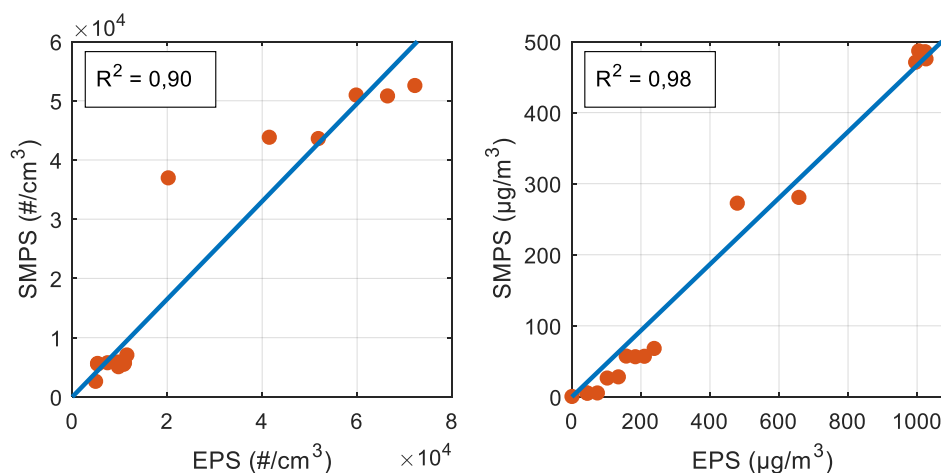 × 10⁴
6
5
4
3
2
1
0
SMPS (#/cm³)
R² = 0,90
0 2 4 6 8
× 10⁴
EPS (#/cm³)
500
400
300
200
100
0
SMPS (µg/m³)
R² = 0,98
0 200 400 600 800 1000
EPS (µg/m³)